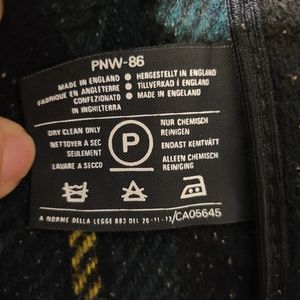 PNW-86
MADE IN ENGLAND
FABRIQUE EN ANGLETERRE
CONFEZIONATO
IN INGHILTERRA
HERGESTELLT IN ENGLAND
TILLVERKAD I ENGLAND
MADE IN ENGELAND
DRY CLEAN ONLY
NETTOYER A SEC
SEULEMENT
LAVARE A SECCO
P
NUR CHEMISCH
REINIGEN
ENDAST KEMTVÄTT
ALLEEN CHEMISCH
REINIGING
A NORME DELLA LEGGE 883 DEL 26-11-73/CA05645